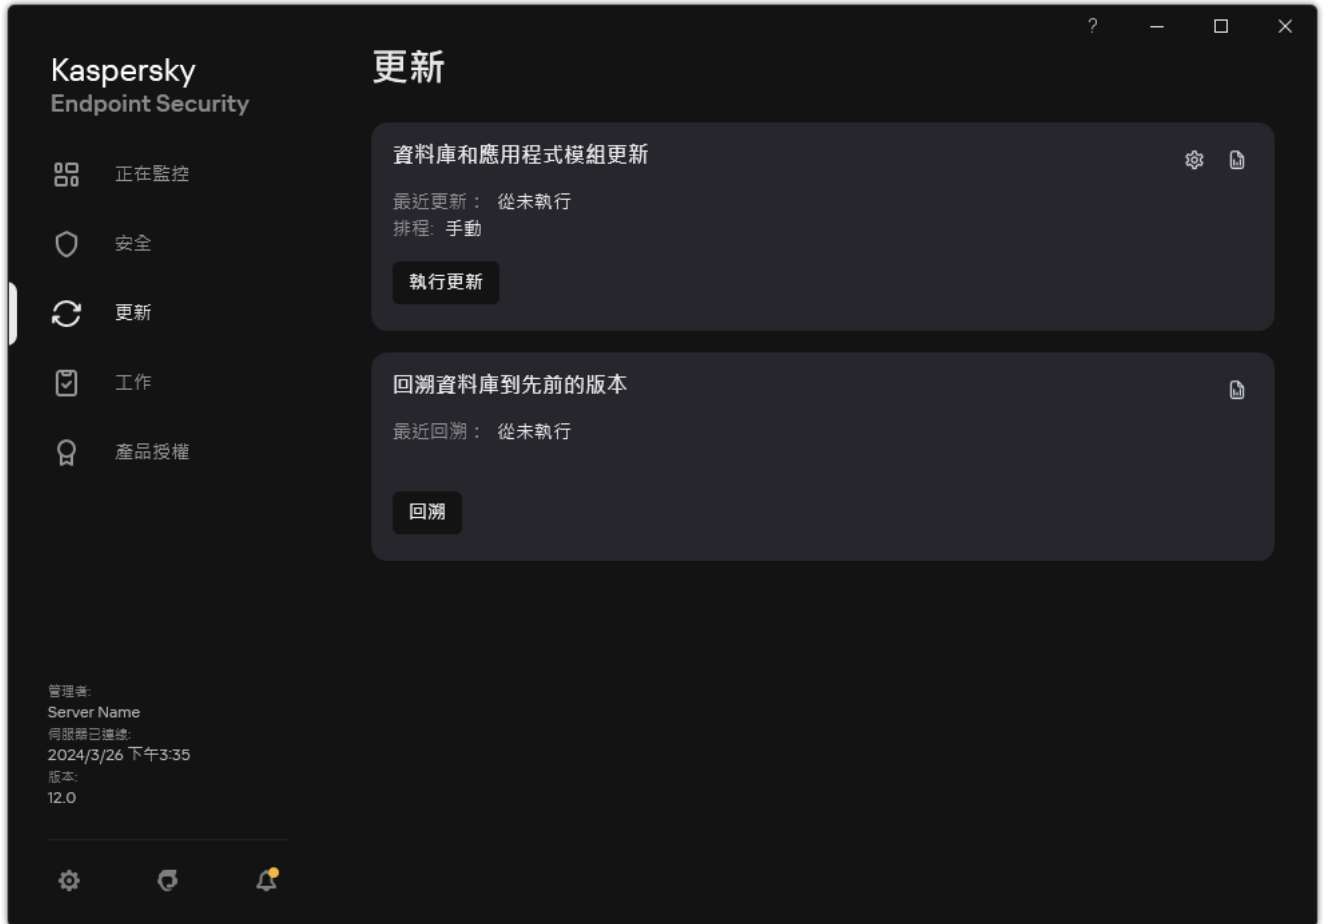 Kaspersky
Endpoint Security
正在監控
安全
更新
工作
產品授權
管理者:
Server Name
伺服器已連線:
2024/3/26 下午3:35
版本:
12.0
?
更新
資料庫和應用程式模組更新
最近更新： 從未執行
排程: 手動
執行更新
回溯資料庫到先前的版本
最近回溯： 從未執行
回溯